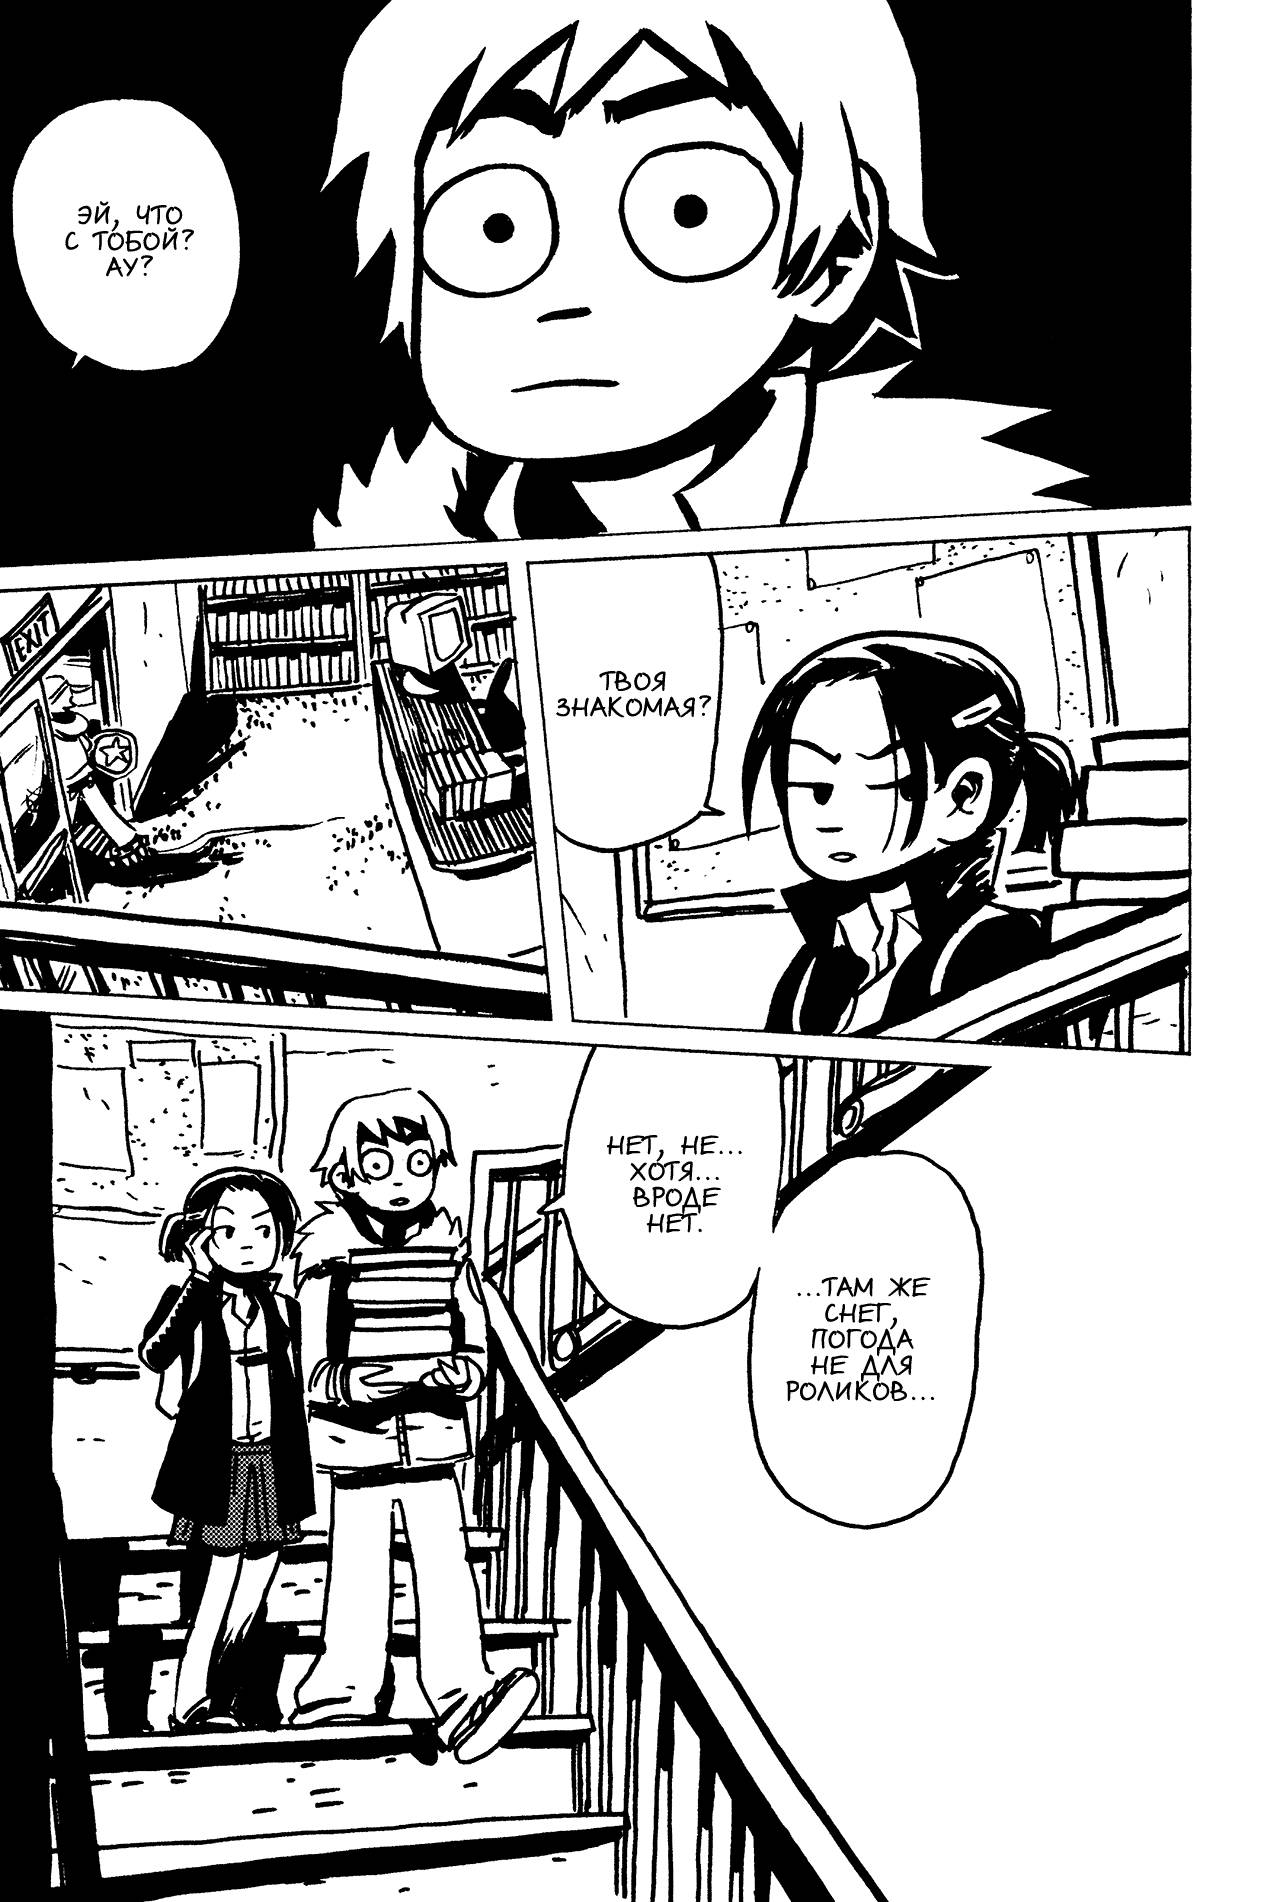 ЭЙ, ЧТО
С ТОБОЙ?
АУ?
EXIT
ТВОЯ
ЗНАКОМАЯ?
НЕТ, НЕ...
ХОТЯ...
ВРОДЕ
НЕТ.
...ТАМ ЖЕ
СНЕГ,
ПОГОДА
НЕ ДЛЯ
РОЛИКОВ...